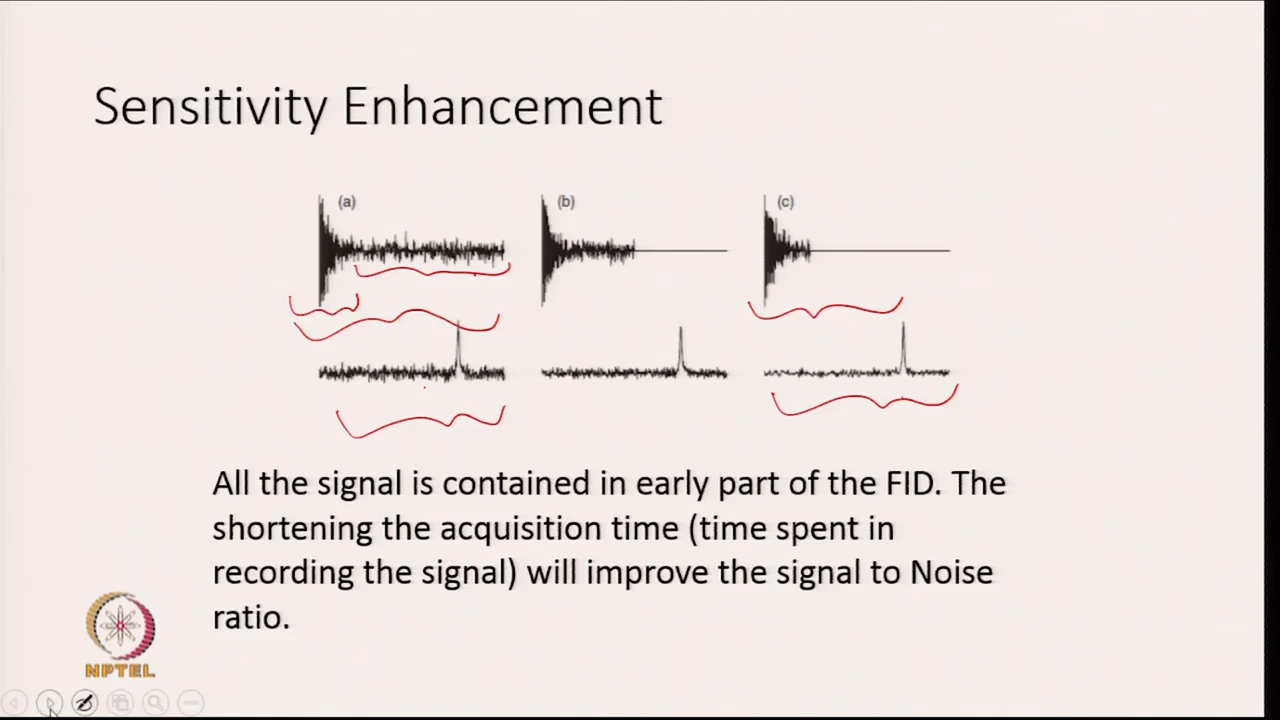 Sensitivity Enhancement
(a)
(b)
(c)
All the signal is contained in early part of the FID. The
shortening the acquisition time (time spent in
recording the signal) will improve the signal to Noise
ratio.
NPTEL